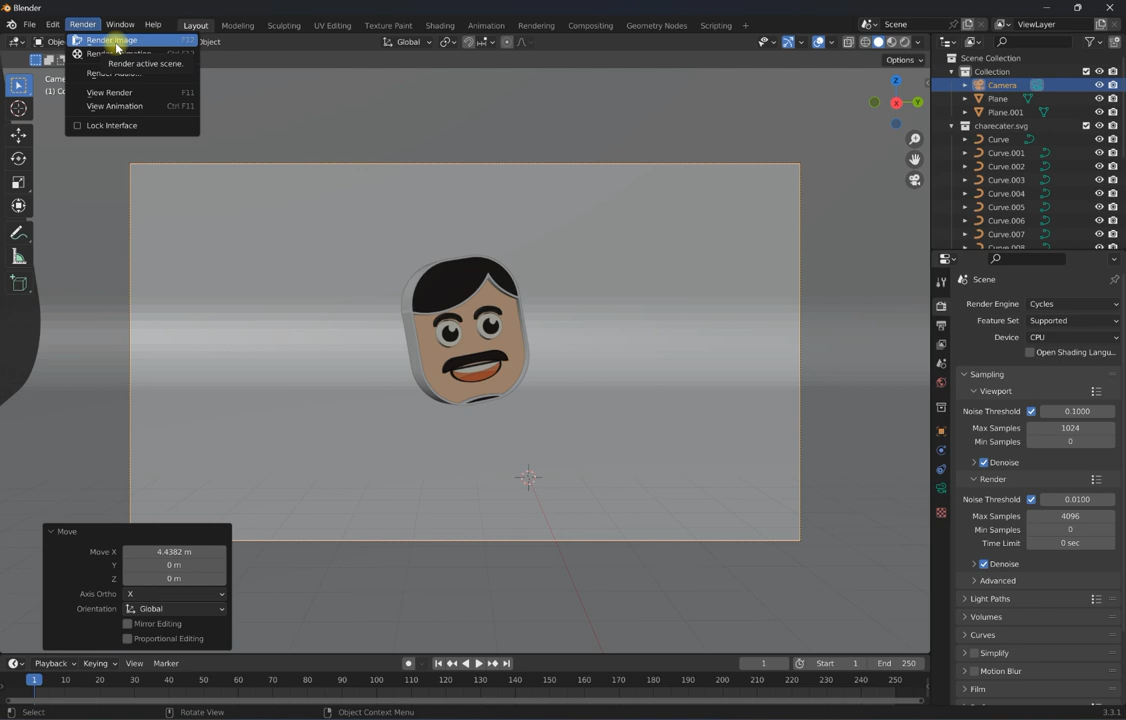 Blender
File Edit Render Window Help Layout Modeling Sculpting UV Editing Texture Paint Shading Animation Rendering Compositing Geometry Nodes Scripting + Scene ViewLayer
Render Image F12
Global
Render active scene.
Options
View Render F11
View Animation Ctrl F11
Lock Interface
X
Y
Z
Scene Collection
Collection
Camera
Plane
Plane.001
charecater.svg
Curve
Curve.001
Curve.002
Curve.003
Curve.004
Curve.005
Curve.006
Curve.007
Curve.008
Scene
Render Engine Cycles
Feature Set Supported
Device CPU
Open Shading Langu...
Sampling
Viewport
Noise Threshold 0.1000
Max Samples 1024
Min Samples 0
Denoise
Render
Noise Threshold 0.0100
Max Samples 4096
Min Samples 0
Time Limit 0 sec
Denoise
Advanced
Light Paths
Volumes
Curves
Simplify
Motion Blur
Film
Move
Move X 4.4382 m
Y 0 m
Z 0 m
Axis Ortho X
Orientation Global
Mirror Editing
Proportional Editing
Playback Keying View Marker 1 Start 1 End 250
1 10 20 30 40 50 60 70 80 90 100 110 120 130 140 150 160 170 180 190 200 210 220 230 240 250
Select Rotate View Object Context Menu 3.3.1